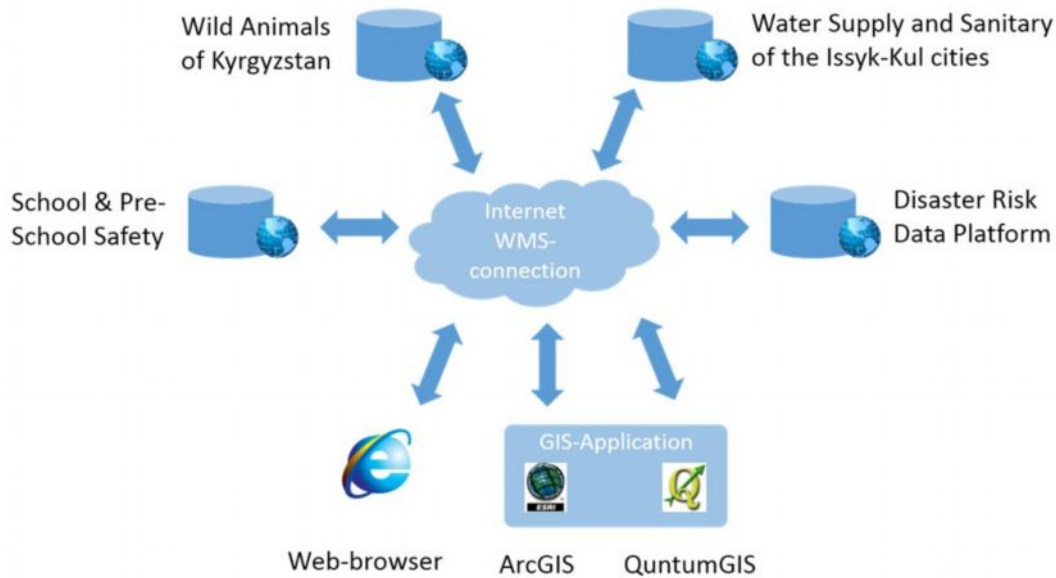 Wild Animals
of Kyrgyzstan
Water Supply and Sanitary
of the Issyk-Kul cities
School & Pre-
School Safety
Internet
WMS-
connection
Disaster Risk
Data Platform
GIS-Application
ESRI
Web-browser
ArcGIS
QuntumGIS